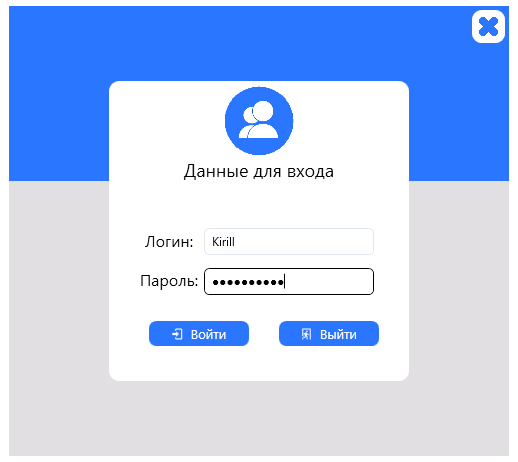 Данные для входа
Логин: Kirill
Пароль: ●●●●●●●●●●
Войти Выйти